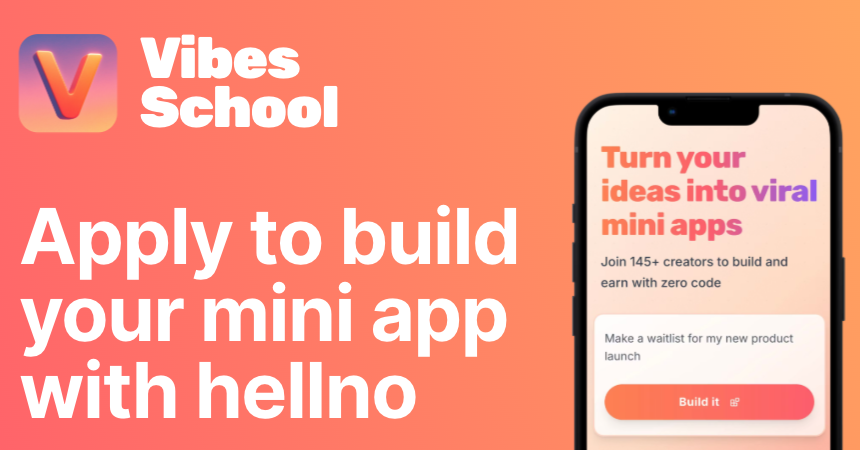 Vibes
School
Apply to build
your mini app
with hellno
Turn your
ideas into viral
mini apps
Join 145+ creators to build and
earn with zero code
Make a waitlist for my new product
launch
Build it